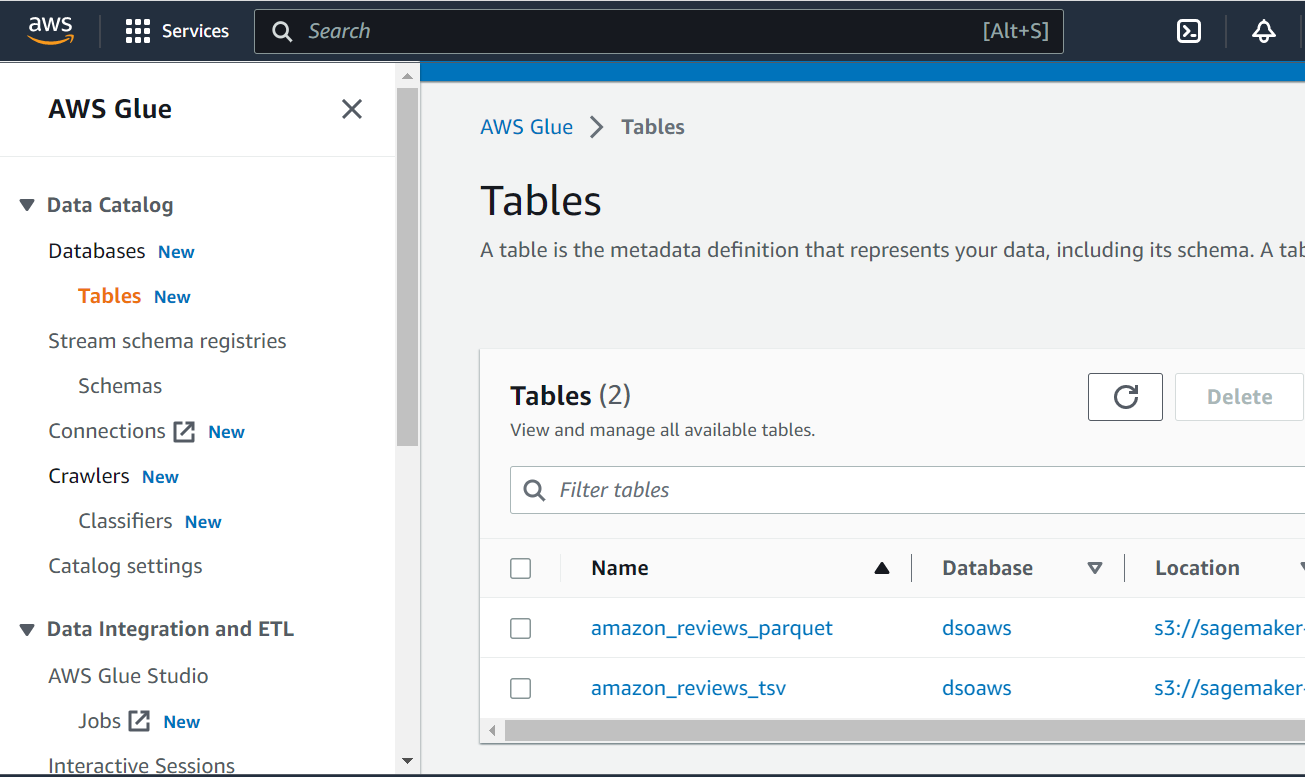 aws Services Search [Alt+S]
AWS Glue
Data Catalog
Databases New
Tables New
Stream schema registries
Schemas
Connections New
Crawlers New
Classifiers New
Catalog settings
Data Integration and ETL
AWS Glue Studio
Jobs New
Interactive Sessions
AWS Glue Tables
Tables
A table is the metadata definition that represents your data, including its schema. A tab
Tables (2)
Delete
View and manage all available tables.
Filter tables
Name Database Location
amazon_reviews_parquet dsoaws s3://sagemaker-
amazon_reviews_tsv dsoaws s3://sagemaker-